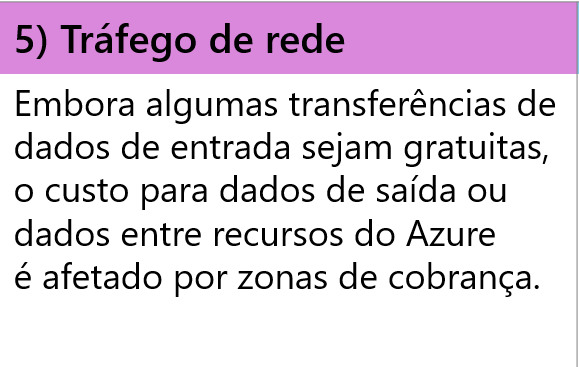 5) Tráfego de rede
Embora algumas transferências de
dados de entrada sejam gratuitas,
o custo para dados de saída ou
dados entre recursos do Azure
é afetado por zonas de cobrança.